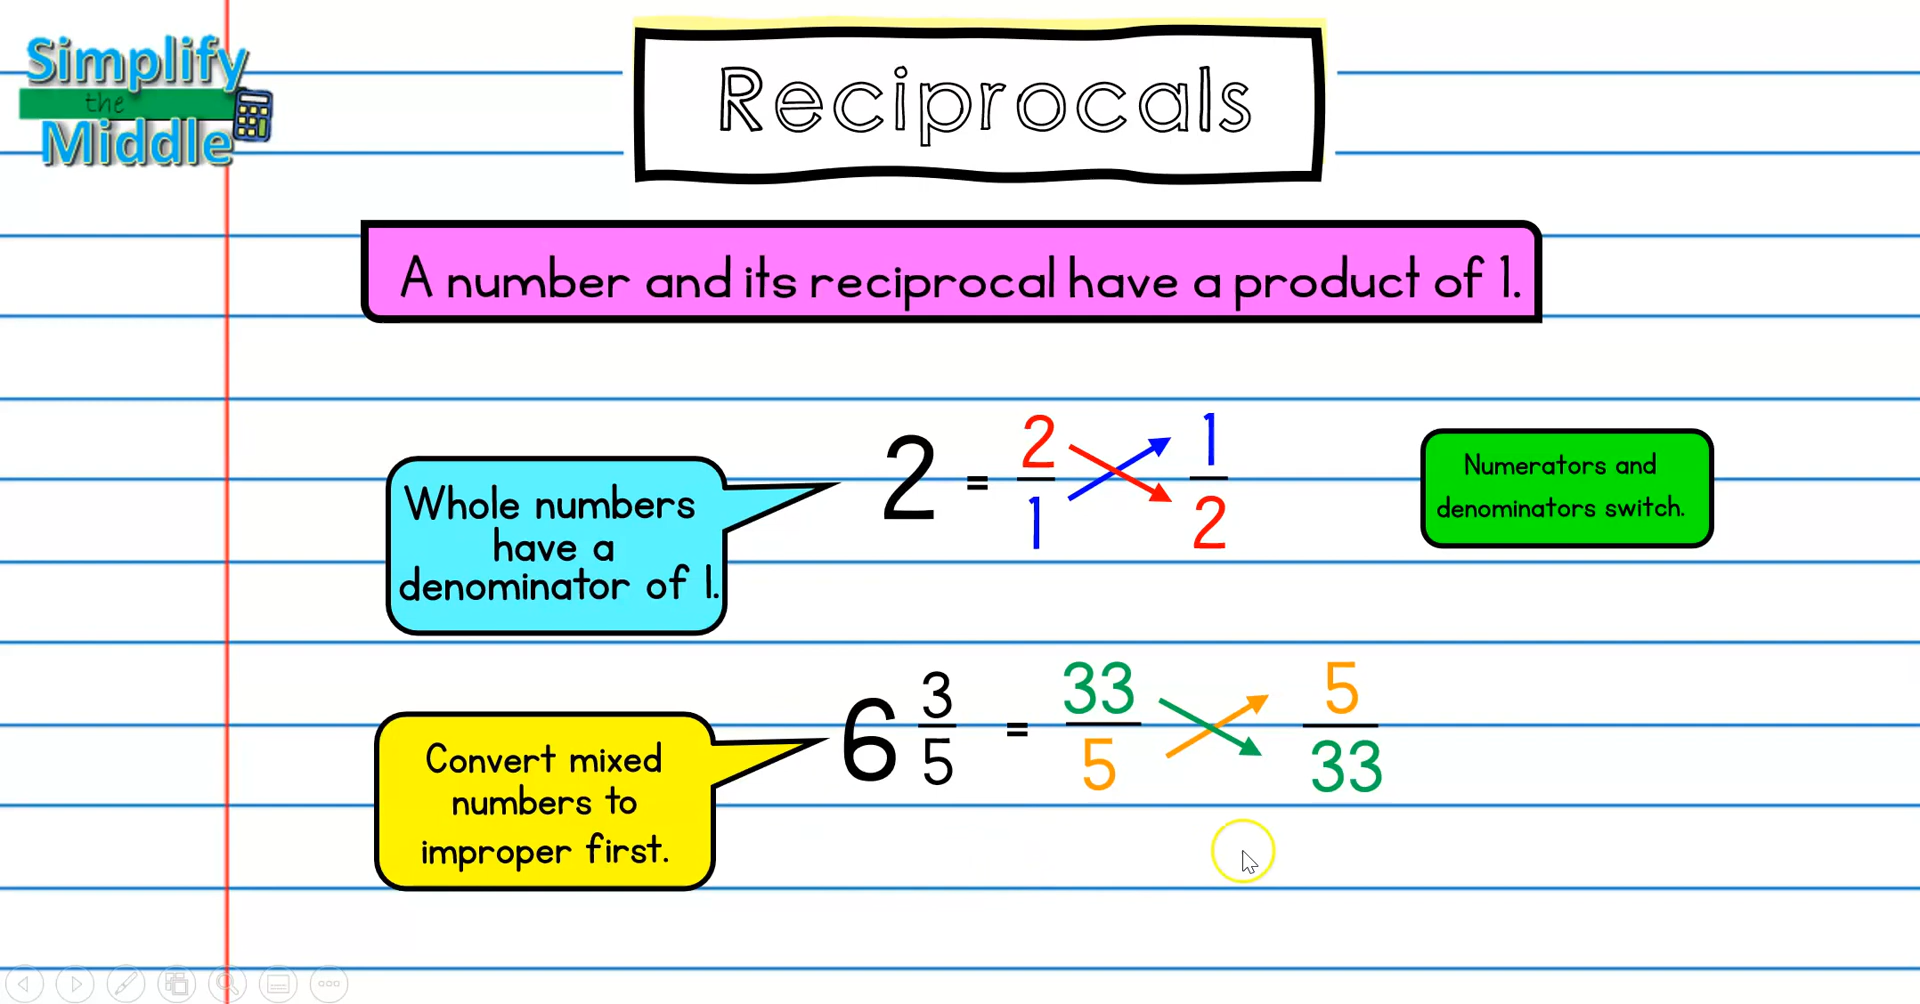 Simplify
the
Middle
Reciprocals
A number and its reciprocal have a product of 1.
Whole numbers
have a
denominator of 1.
2 = 2/1 1/2
Numerators and
denominators switch.
Convert mixed
numbers to
improper first.
6 3/5 = 33/5 5/33